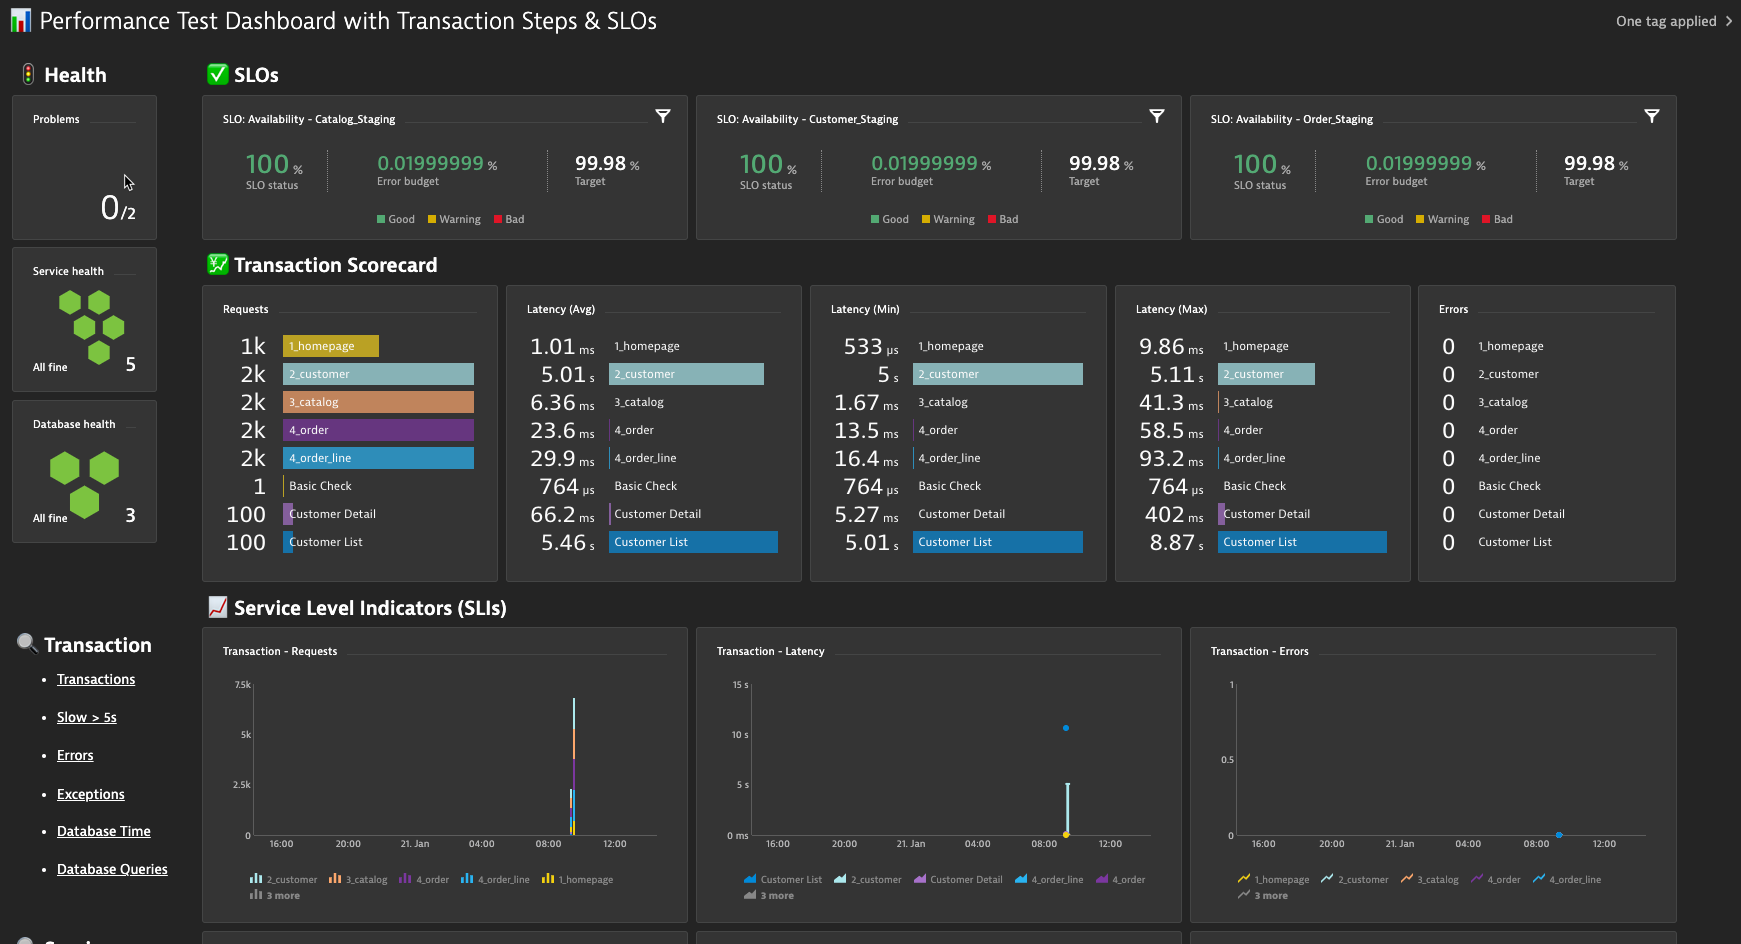 Performance Test Dashboard with Transaction Steps & SLOs
One tag applied
Health
Problems
0/2
Service health
All fine
5
Database health
All fine
3
SLOs
SLO: Availability - Catalog_Staging
100 %
SLO status
0.01999999 %
Error budget
99.98 %
Target
Good Warning Bad
SLO: Availability - Customer_Staging
100 %
SLO status
0.01999999 %
Error budget
99.98 %
Target
Good Warning Bad
SLO: Availability - Order_Staging
100 %
SLO status
0.01999999 %
Error budget
99.98 %
Target
Good Warning Bad
Transaction Scorecard
Requests
1k 1_homepage
2k 2_customer
2k 3_catalog
2k 4_order
2k 4_order_line
1 Basic Check
100 Customer Detail
100 Customer List
Latency (Avg)
1.01 ms 1_homepage
5.01 s 2_customer
6.36 ms 3_catalog
23.6 ms 4_order
29.9 ms 4_order_line
764 µs Basic Check
66.2 ms Customer Detail
5.46 s Customer List
Latency (Min)
533 µs 1_homepage
5 s 2_customer
1.67 ms 3_catalog
13.5 ms 4_order
16.4 ms 4_order_line
764 µs Basic Check
5.27 ms Customer Detail
5.01 s Customer List
Latency (Max)
9.86 ms 1_homepage
5.11 s 2_customer
41.3 ms 3_catalog
58.5 ms 4_order
93.2 ms 4_order_line
764 µs Basic Check
402 ms Customer Detail
8.87 s Customer List
Errors
0 1_homepage
0 2_customer
0 3_catalog
0 4_order
0 4_order_line
0 Basic Check
0 Customer Detail
0 Customer List
Transaction
Transactions
Slow > 5s
Errors
Exceptions
Database Time
Database Queries
Service Level Indicators (SLIs)
Transaction - Requests
7.5k
5k
2.5k
0
16:00 20:00 21. Jan 04:00 08:00 12:00
2_customer 3_catalog 4_order 4_order_line 1_homepage
3 more
Transaction - Latency
15 s
10 s
5 s
0 ms
16:00 20:00 21. Jan 04:00 08:00 12:00
Customer List 2_customer Customer Detail 4_order_line 4_order
3 more
Transaction - Errors
1
0.5
0
16:00 20:00 21. Jan 04:00 08:00 12:00
1_homepage 2_customer 3_catalog 4_order 4_order_line
3 more